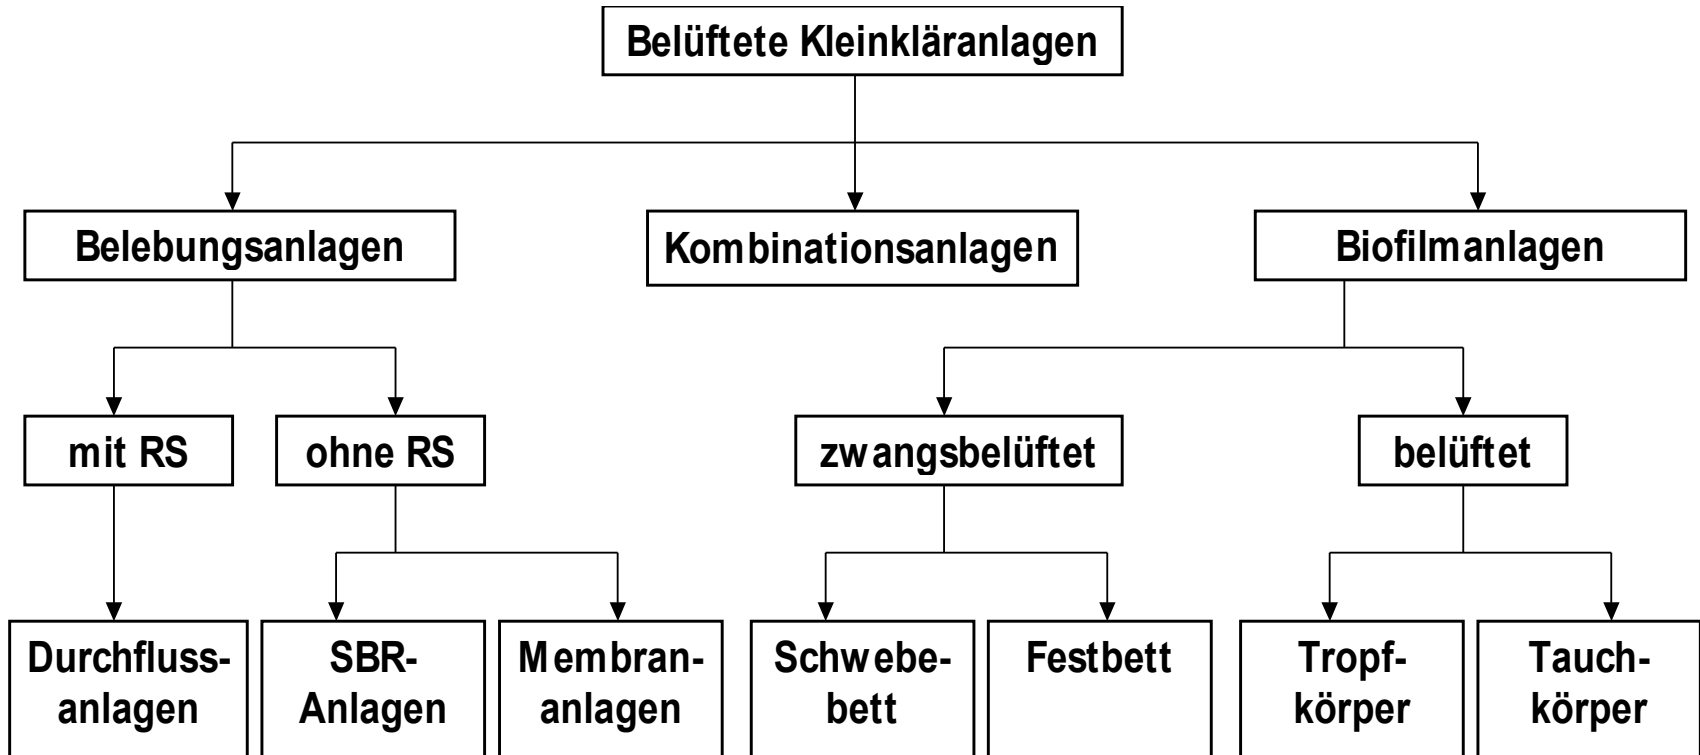 Belüftete Kleinkläranlagen
Belebungsanlagen
Kombinationsanlagen
Biofilmanlagen
mit RS
ohne RS
zwangsbelüftet
belüftet
Durchfluss-
anlagen
SBR-
Anlagen
Membran-
anlagen
Schwebe-
bett
Festbett
Tropf-
körper
Tauch-
körper